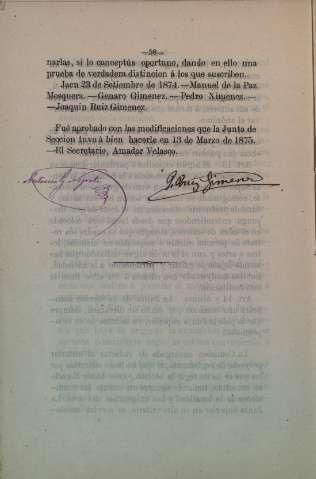 —50—
narlas, si lo conceptúa oportuno, dando en ello una
prueba de verdadera distincion á los que suscriben.
Jaen 23 de Setiembre de 1874.—Manuel de la Paz
Mosquera.—Genaro Gimenez.—Pedro Ximenez.—
—Joaquin Ruiz Gimenez.
Fué aprobado con las modificaciones que la Junta de
Seccion tuvo á bien hacerle en 13 de Marzo de 1875.
—El Secretario, Amador Velasco.
Antonio G.
J. Ruiz Gimenez